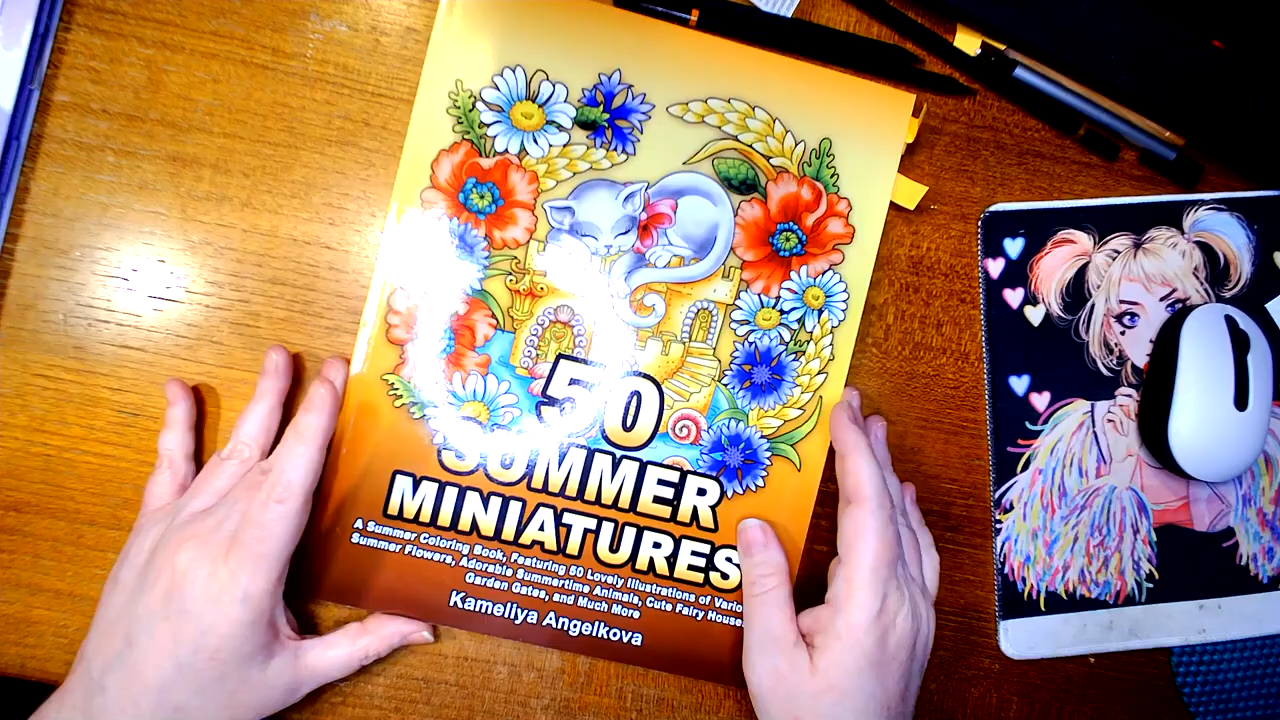 50
SUMMER
MINIATURES
A Summer Coloring Book, Featuring 50 Lovely Illustrations of
Summer Flowers, Adorable Summertime Animals, Cute Fairy
Garden Gates, and Much More
Kameliya Angelkova